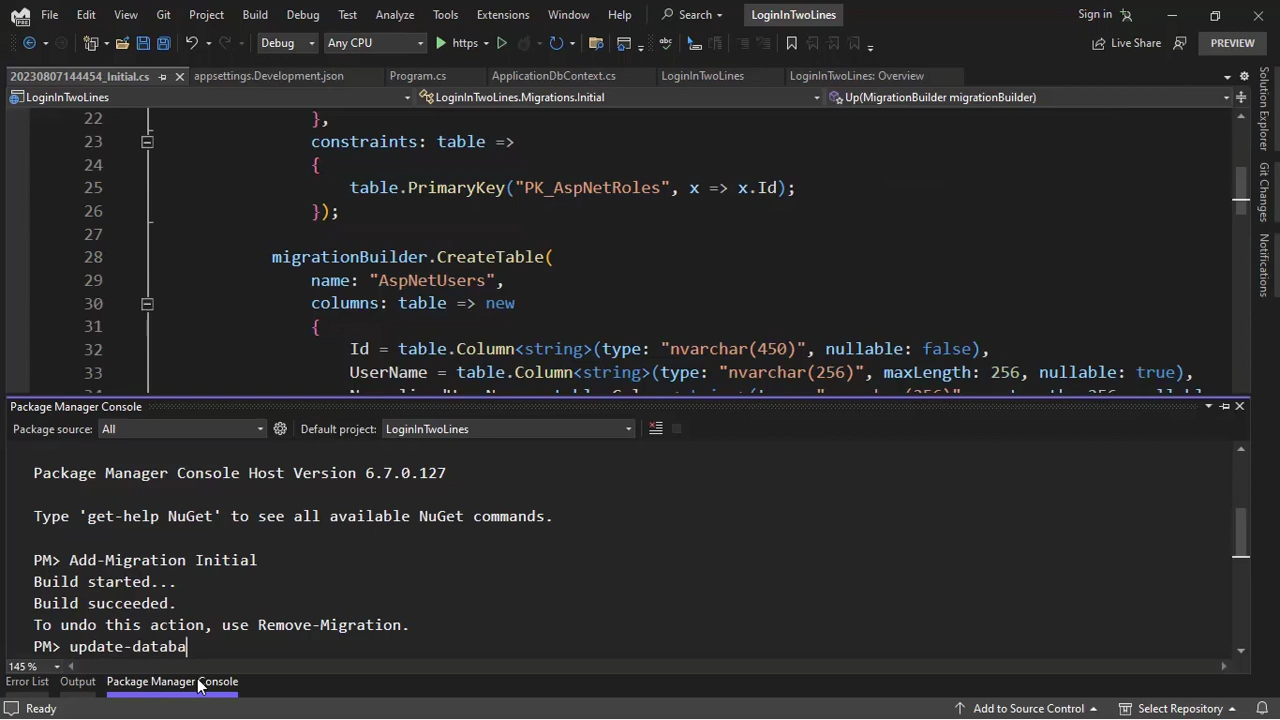 File Edit View Git Project Build Debug Test Analyze Tools Extensions Window Help Search LoginInTwoLines Sign in
Debug Any CPU https Live Share PREVIEW
20230807144454_Initial.cs appsettings.Development.json Program.cs ApplicationDbContext.cs LoginInTwoLines LoginInTwoLines: Overview
LoginInTwoLines LoginInTwoLines.Migrations.Initial Up(MigrationBuilder migrationBuilder)
22 },
23 constraints: table =>
24 {
25 table.PrimaryKey("PK_AspNetRoles", x => x.Id);
26 });
27
28 migrationBuilder.CreateTable(
29 name: "AspNetUsers",
30 columns: table => new
31 {
32 Id = table.Column<string>(type: "nvarchar(450)", nullable: false),
33 UserName = table.Column<string>(type: "nvarchar(256)", maxLength: 256, nullable: true),
Solution Explorer
Git Changes
Notifications
Package Manager Console
Package source: All Default project: LoginInTwoLines
Package Manager Console Host Version 6.7.0.127
Type 'get-help NuGet' to see all available NuGet commands.
PM> Add-Migration Initial
Build started...
Build succeeded.
To undo this action, use Remove-Migration.
PM> update-databa
145 %
Error List Output Package Manager Console
Ready Add to Source Control Select Repository